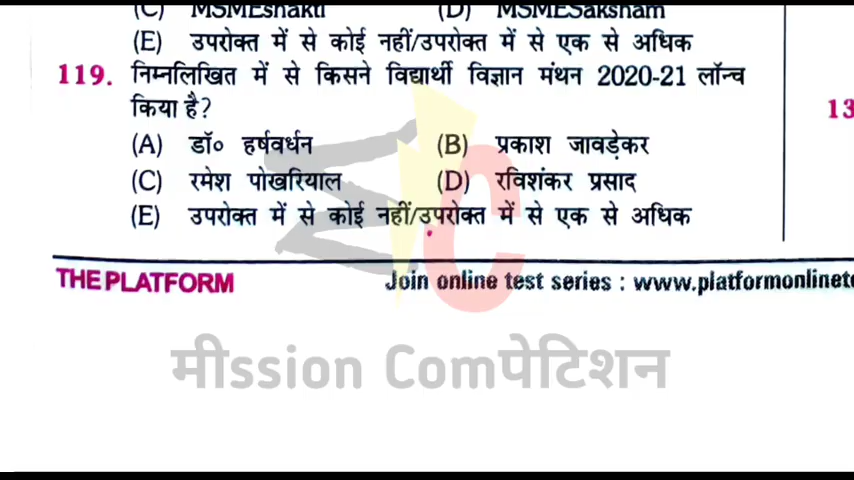 (C) MSMEshakti (D) MSMESaksham
(E) उपरोक्त में से कोई नहीं/उपरोक्त में से एक से अधिक
119. निम्नलिखित में से किसने विद्यार्थी विज्ञान मंथन 2020-21 लॉन्च
किया है?
13
(A) डॉ० हर्षवर्धन (B) प्रकाश जावड़ेकर
(C) रमेश पोखरियाल (D) रविशंकर प्रसाद
(E) उपरोक्त में से कोई नहीं/उपरोक्त में से एक से अधिक
THE PLATFORM Join online test series : www.platformonlinete
मीssion Comपेटिशन